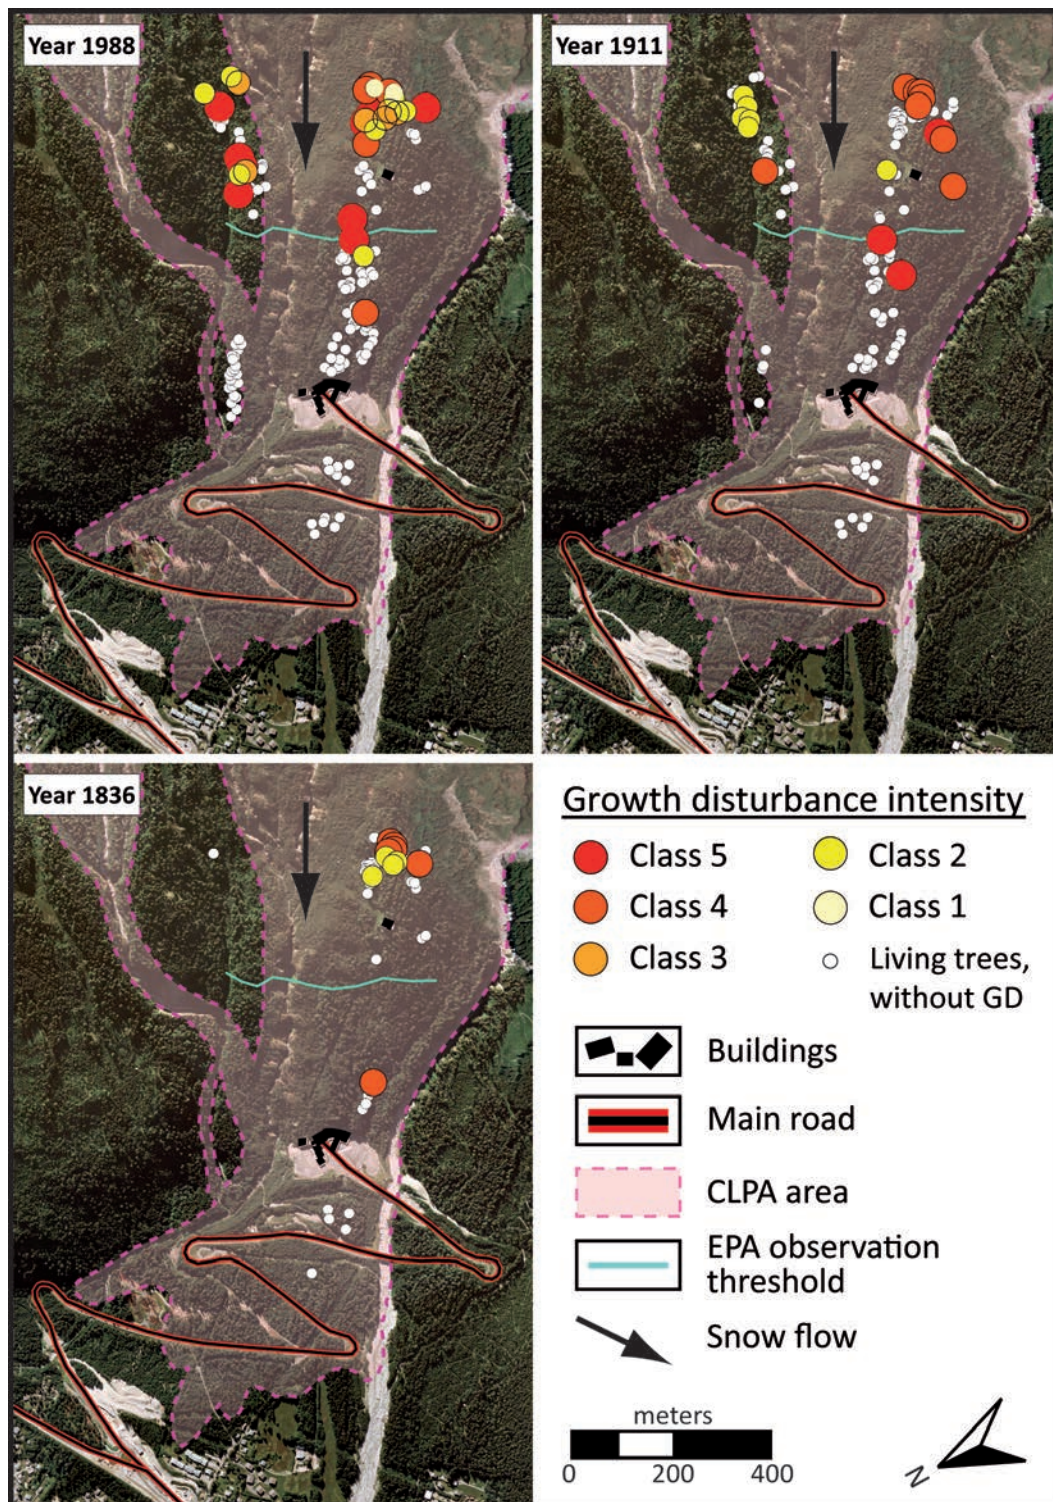 Year 1988
Year 1911
Year 1836
Growth disturbance intensity
Class 5
Class 2
Class 4
Class 1
Class 3
Living trees,
without GD
Buildings
Main road
CLPA area
EPA observation
threshold
Snow flow
meters
0 200 400
N